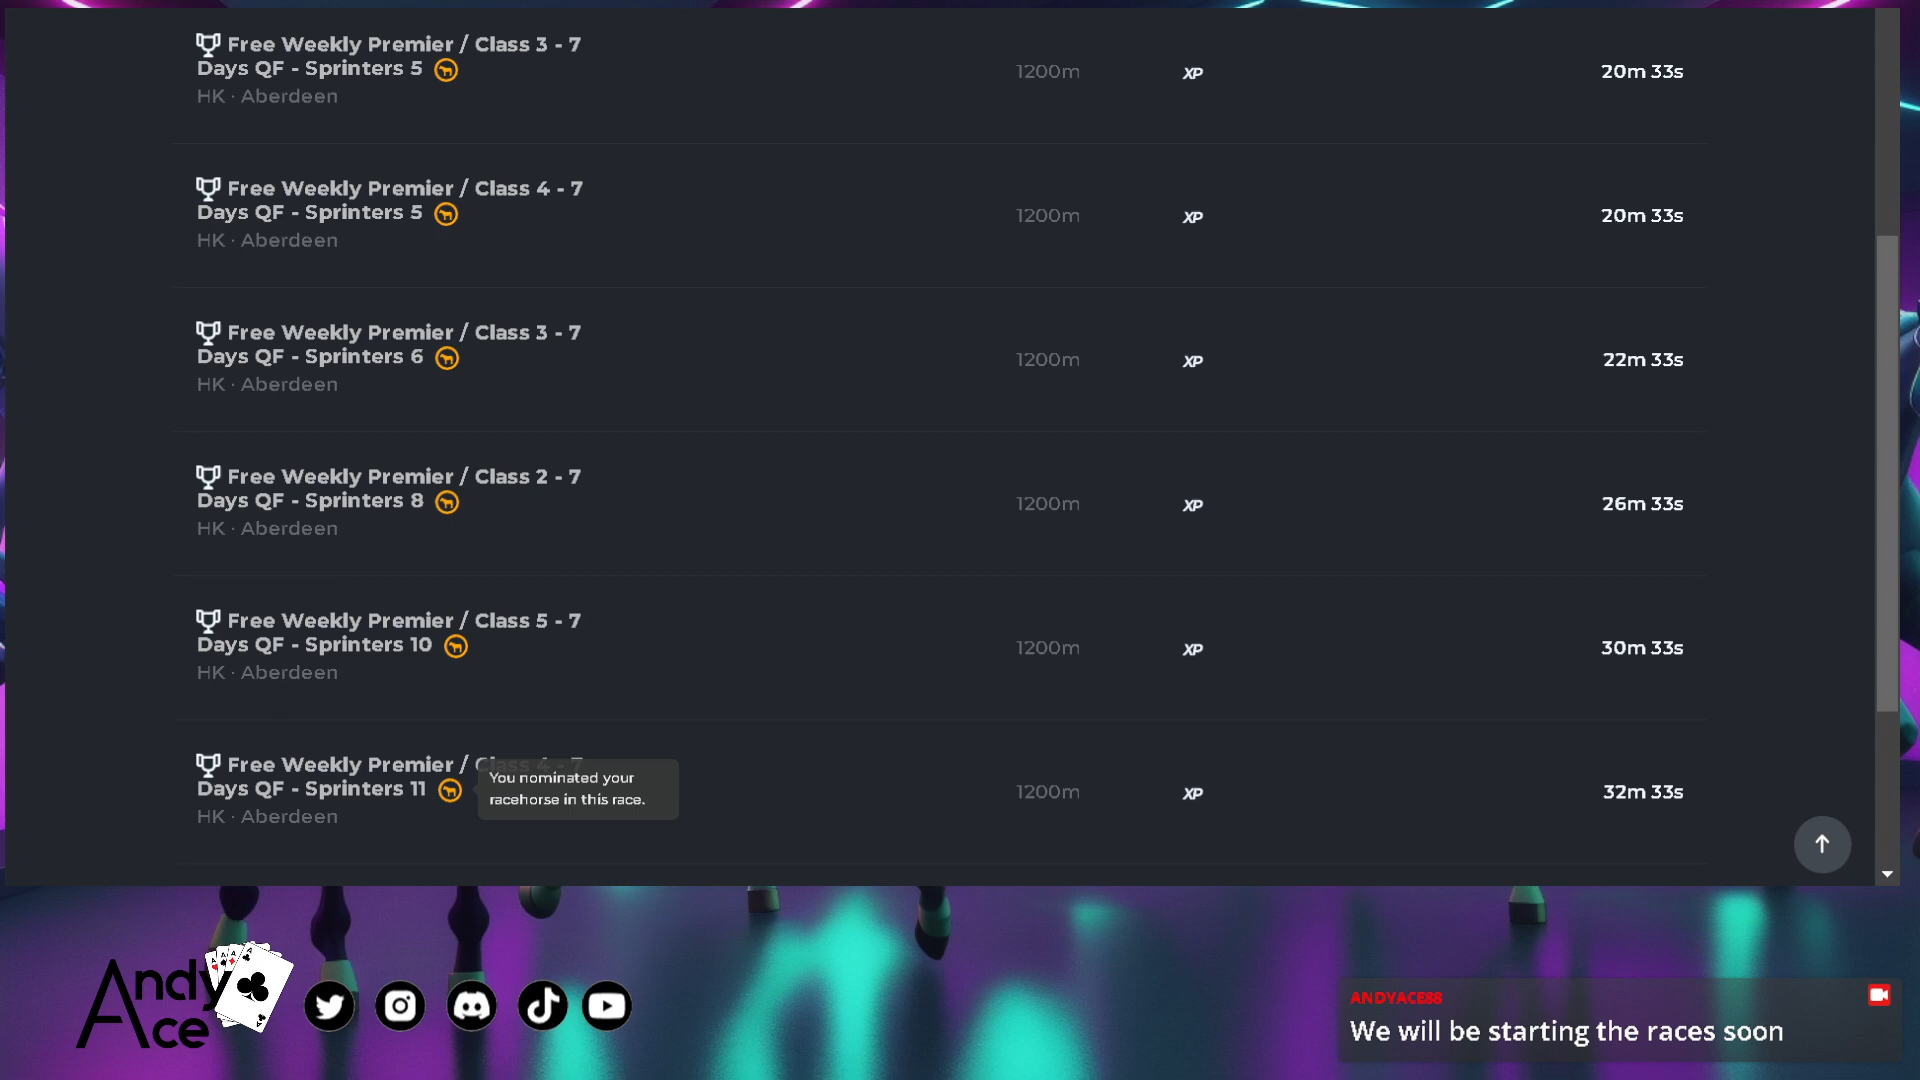 Free Weekly Premier / Class 3 - 7
Days QF - Sprinters 5
HK · Aberdeen
1200m
XP
20m 33s
Free Weekly Premier / Class 4 - 7
Days QF - Sprinters 5
HK · Aberdeen
1200m
XP
20m 33s
Free Weekly Premier / Class 3 - 7
Days QF - Sprinters 6
HK · Aberdeen
1200m
XP
22m 33s
Free Weekly Premier / Class 2 - 7
Days QF - Sprinters 8
HK · Aberdeen
1200m
XP
26m 33s
Free Weekly Premier / Class 5 - 7
Days QF - Sprinters 10
HK · Aberdeen
1200m
XP
30m 33s
Free Weekly Premier / Class 4 - 7
Days QF - Sprinters 11
HK · Aberdeen
You nominated your
racehorse in this race.
1200m
XP
32m 33s
Andy
Ace
A A A A
ANDYACE88
We will be starting the races soon